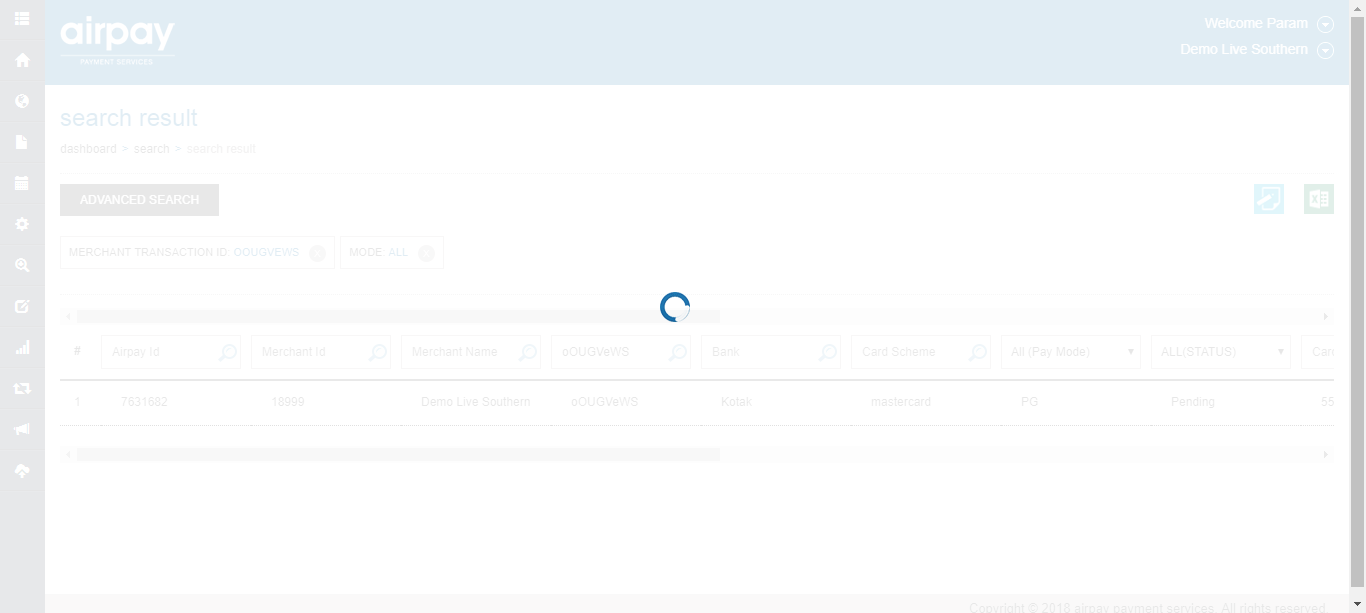 airpay
PAYMENT SERVICES
Welcome Param
Demo Live Southern
search result
dashboard > search > search result
ADVANCED SEARCH
MERCHANT TRANSACTION ID: OOUGVEWS
MODE: ALL
# Airpay Id Merchant Id Merchant Name oOUGVeWS Bank Card Scheme All (Pay Mode) ALL(STATUS) Card
1 7631682 18999 Demo Live Southern oOUGVeWS Kotak mastercard PG Pending 55
Copyright © 2018 airpay payment services. All rights reserved.